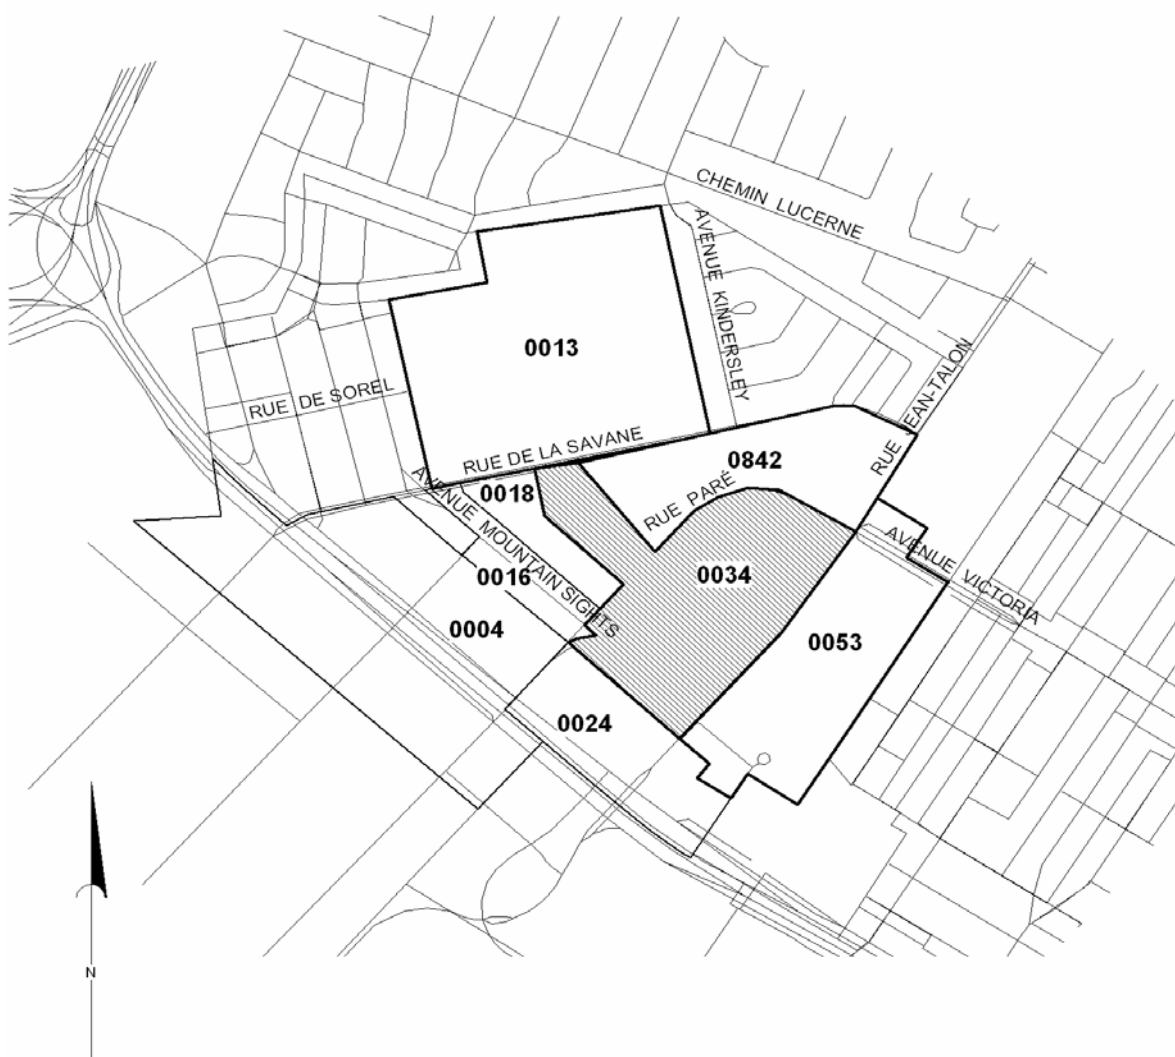 CHEMIN LUCERNE
AVENUE KINDERSLEY
0013
RUE JEAN-TALON
RUE DE SOREL
RUE DE LA SAVANE
0842
0018
RUE PARÉ
AVENUE MOUNTAIN SIGHTS
AVENUE VICTORIA
0016
0034
0004
0053
0024
N